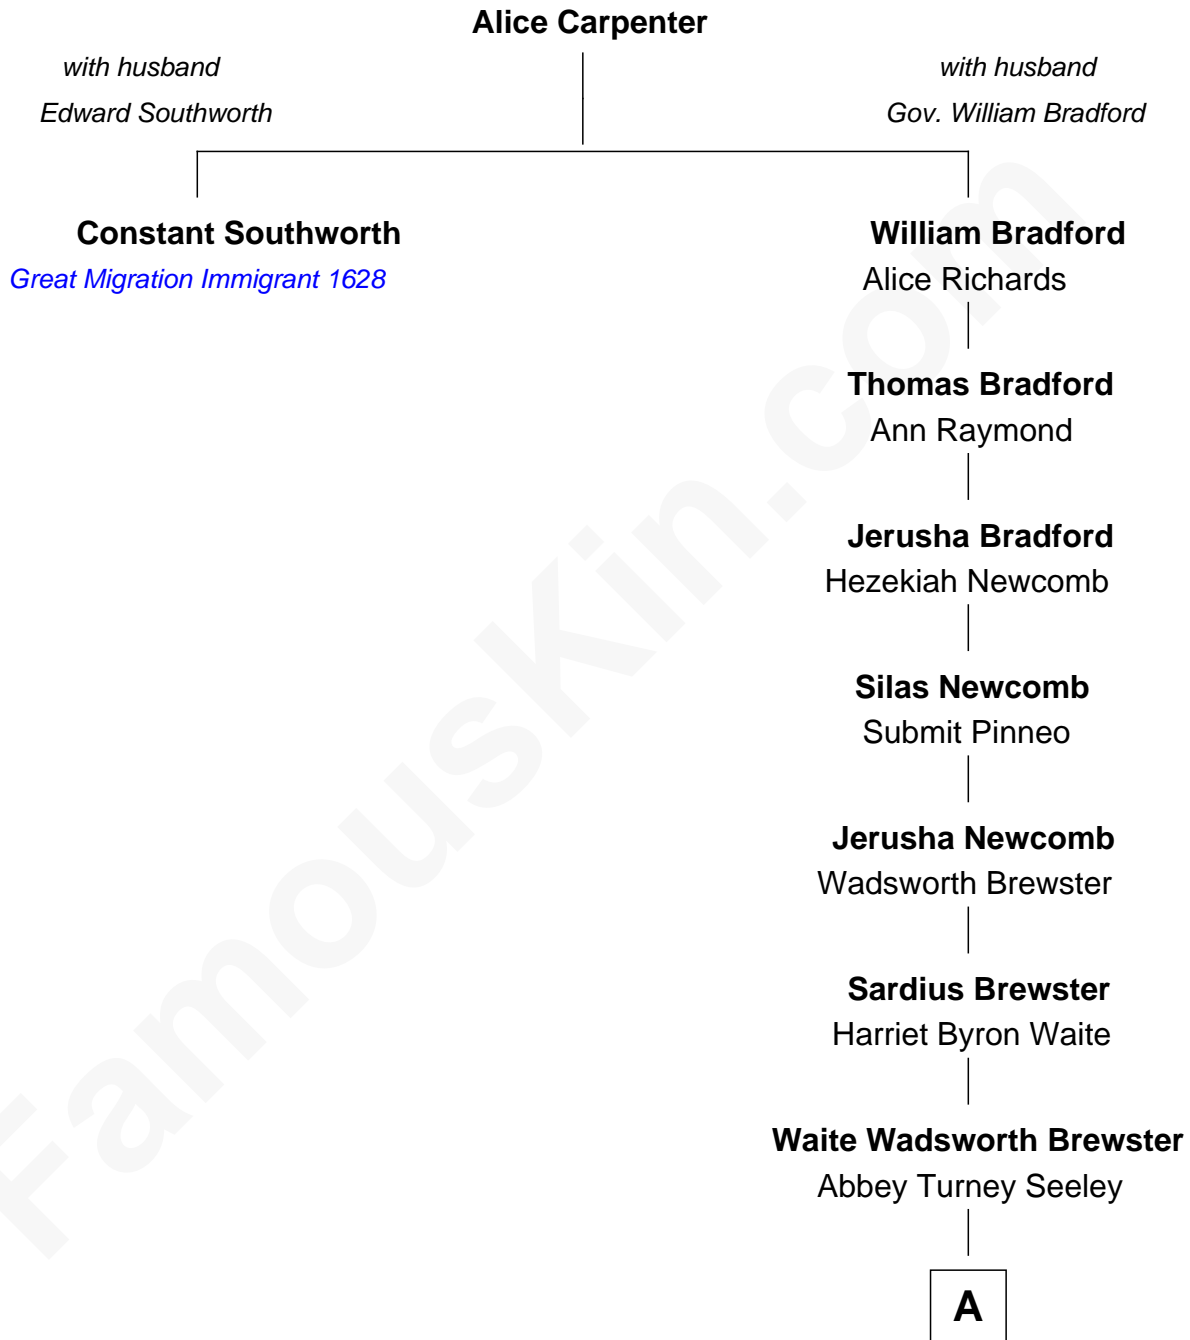 Alice Carpenter
with husband
Edward Southworth
with husband
Gov. William Bradford
Constant Southworth
Great Migration Immigrant 1628
William Bradford
Alice Richards
Thomas Bradford
Ann Raymond
Jerusha Bradford
Hezekiah Newcomb
Silas Newcomb
Submit Pinneo
Jerusha Newcomb
Wadsworth Brewster
Sardius Brewster
Harriet Byron Waite
Waite Wadsworth Brewster
Abbey Turney Seeley
A
FamousKin.com